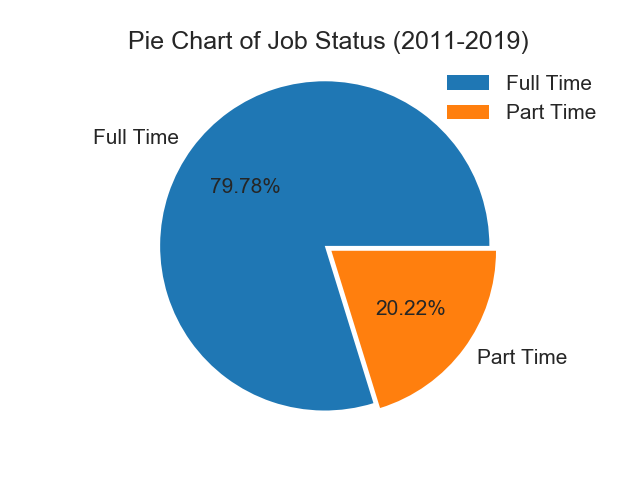 Pie Chart of Job Status (2011-2019)
Full Time
Part Time
Full Time
79.78%
20.22%
Part Time